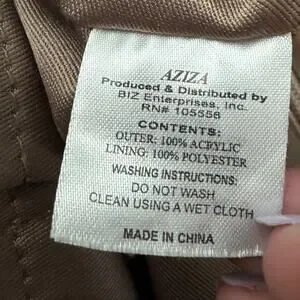 AZIZA
Produced & Distributed by
BIZ Enterprises, Inc.
RN# 105556
CONTENTS:
OUTER: 100% ACRYLIC
LINING: 100% POLYESTER
WASHING INSTRUCTIONS:
DO NOT WASH
CLEAN USING A WET CLOTH
MADE IN CHINA